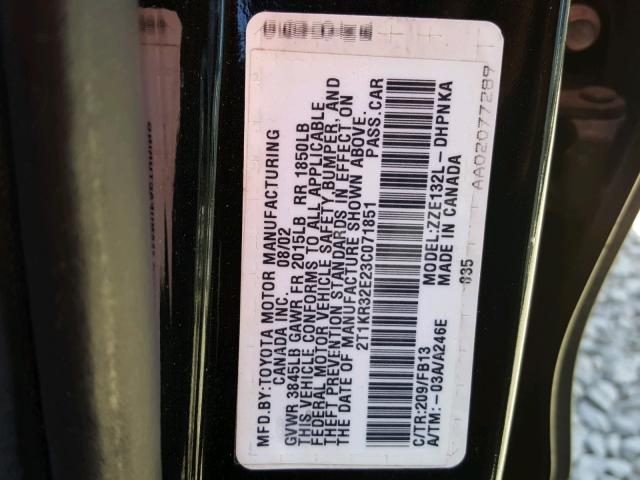 MFD.BY:TOYOTA MOTOR MANUFACTURING
CANADA INC. 08/02
GVWR 3845LB GAWR FR 2015LB RR 1850LB
THIS VEHICLE CONFORMS TO ALL APPLICABLE
FEDERAL MOTOR VEHICLE SAFETY, BUMPER, AND
THEFT PREVENTION STANDARDS IN EFFECT ON
THE DATE OF MANUFACTURE SHOWN ABOVE.
2T1KR32E23C071851 PASS.CAR
C/TR:209/FB13 MODEL:ZZE132L-DHPNKA
A/TM:-03A/A246E MADE IN CANADA
835
AA02077289